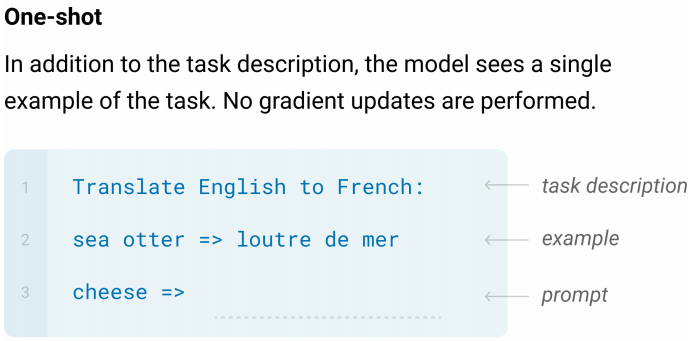 One-shot
In addition to the task description, the model sees a single
example of the task. No gradient updates are performed.
1 Translate English to French: task description
2 sea otter => loutre de mer example
3 cheese => prompt